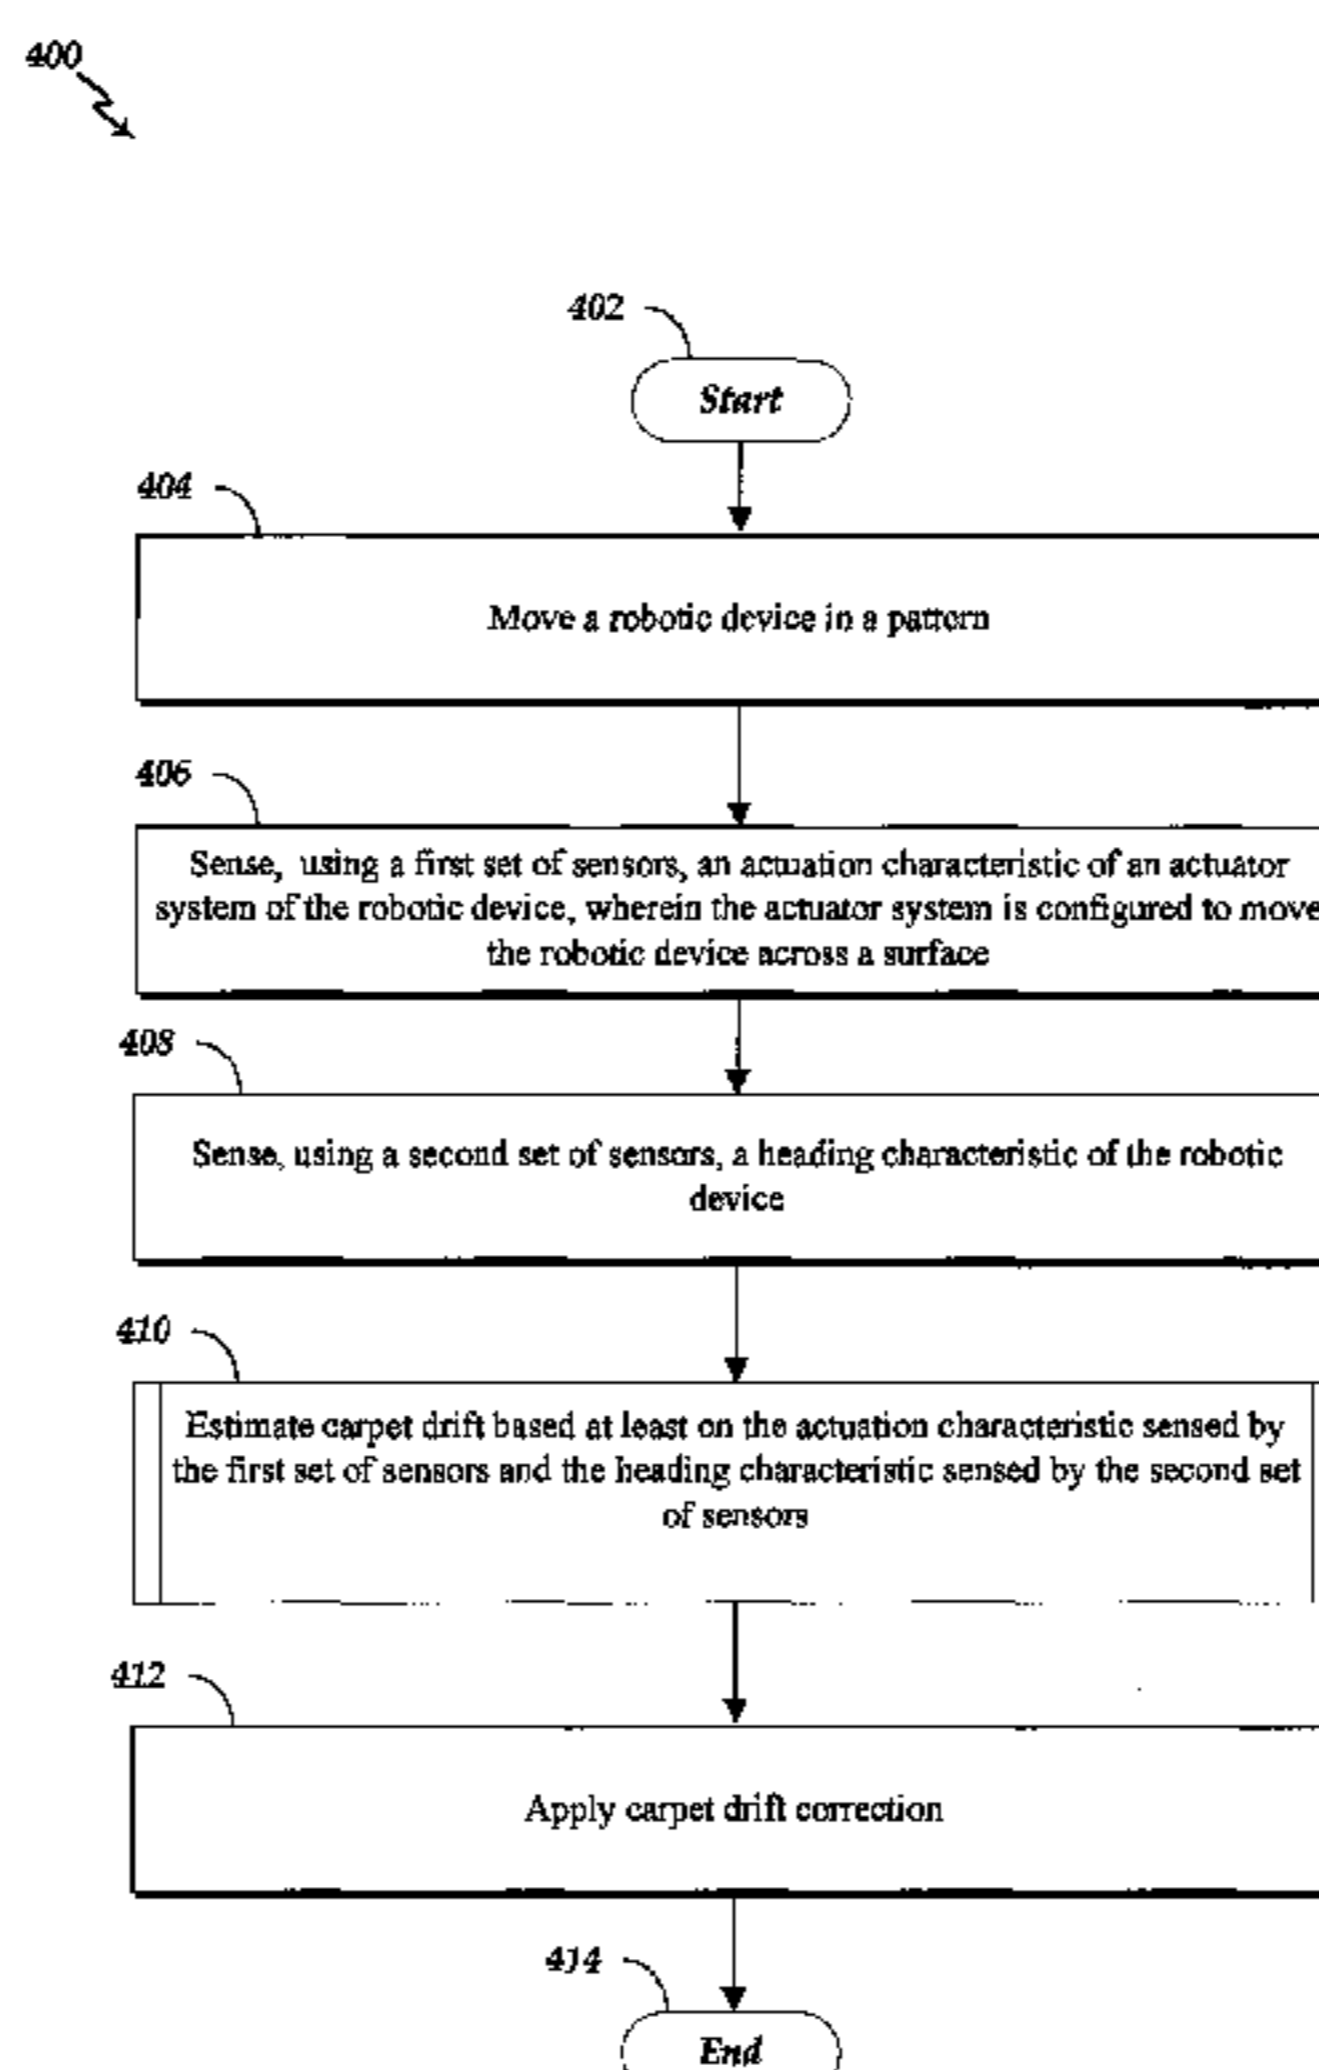 400
402
Start
404
Move a robotic device in a pattern
406
Sense, using a first set of sensors, an actuation characteristic of an actuator
system of the robotic device, wherein the actuator system is configured to move
the robotic device across a surface
408
Sense, using a second set of sensors, a heading characteristic of the robotic
device
410
Estimate carpet drift based at least on the actuation characteristic sensed by
the first set of sensors and the heading characteristic sensed by the second set
of sensors
412
Apply carpet drift correction
414
End